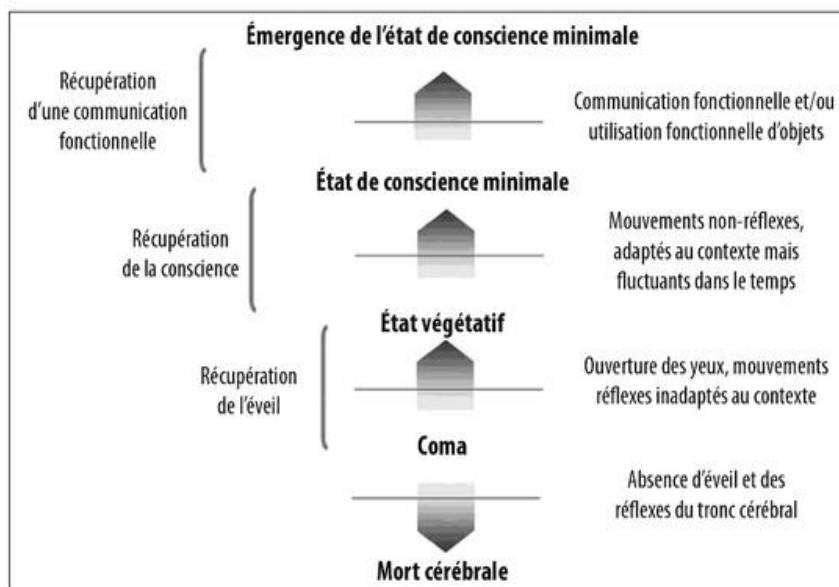 Émergence de l'état de conscience minimale
Récupération
d'une communication
fonctionnelle
Communication fonctionnelle et/ou
utilisation fonctionnelle d'objets
État de conscience minimale
Récupération
de la conscience
Mouvements non-réflexes,
adaptés au contexte mais
fluctuants dans le temps
État végétatif
Récupération
de l'éveil
Ouverture des yeux, mouvements
réflexes inadaptés au contexte
Coma
Absence d'éveil et des
réflexes du tronc cérébral
Mort cérébrale